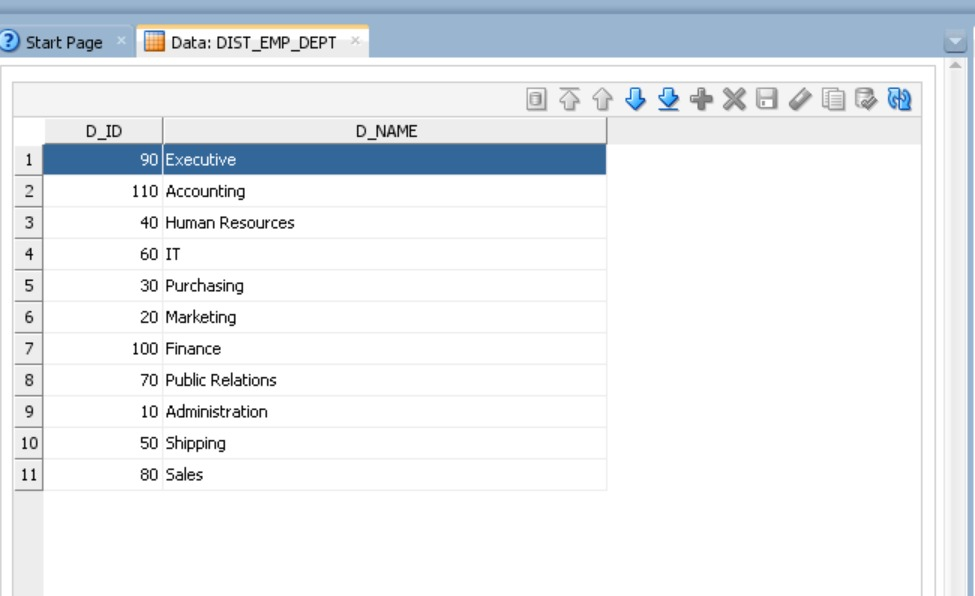 Start Page Data: DIST_EMP_DEPT
D_ID D_NAME
1 90 Executive
2 110 Accounting
3 40 Human Resources
4 60 IT
5 30 Purchasing
6 20 Marketing
7 100 Finance
8 70 Public Relations
9 10 Administration
10 50 Shipping
11 80 Sales